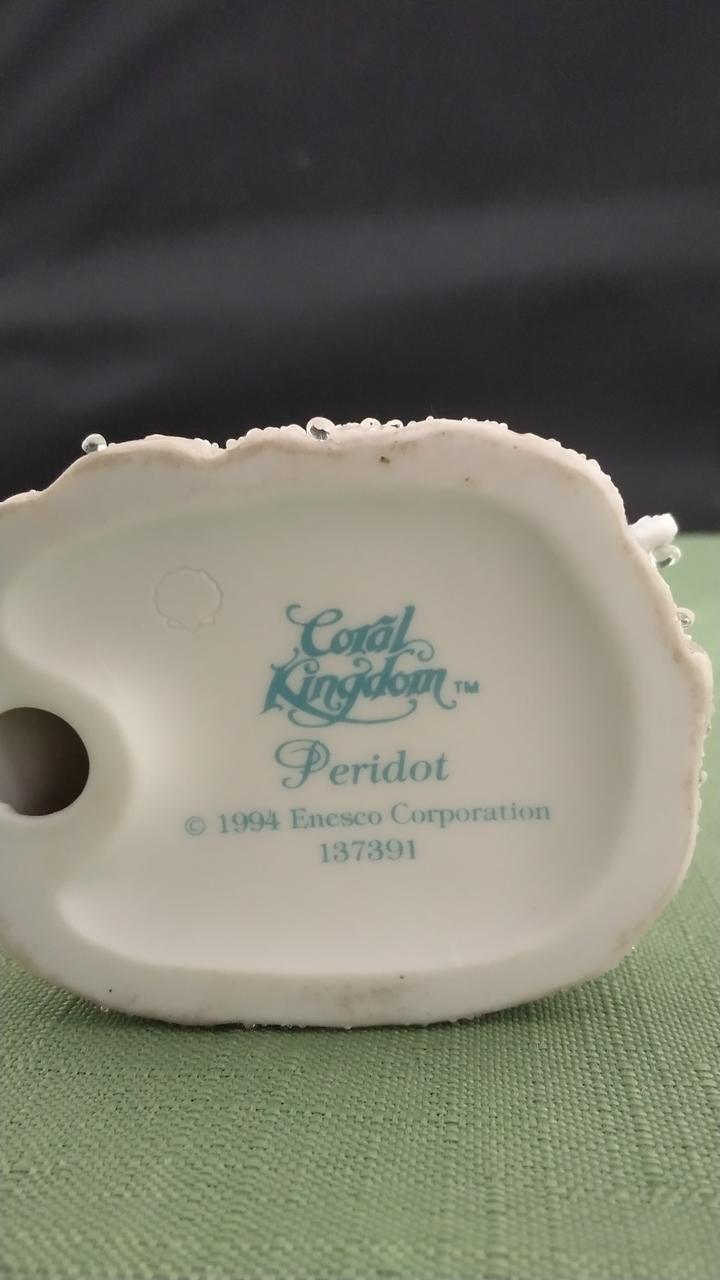 Coral
Kingdom™
Peridot
© 1994 Enesco Corporation
137391